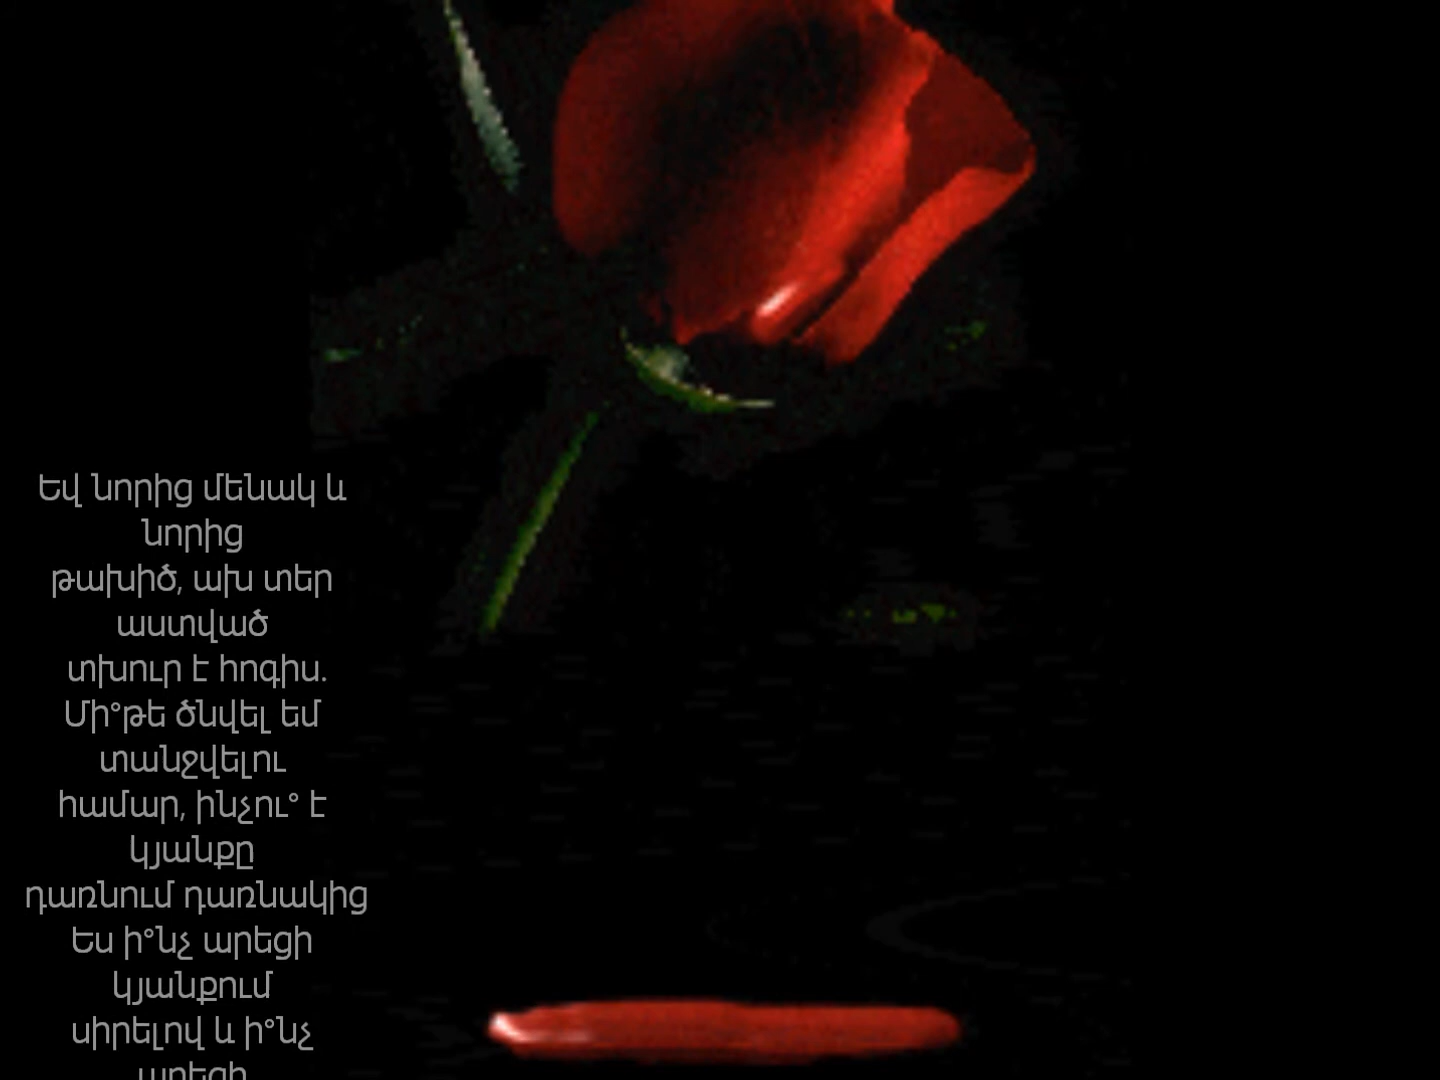 Եվ նորից մենակ և
նորից
թախիծ, ախ տեր
աստված
տխուր է հոգիս.
Մի՞թե ծնվել եմ
տանջվելու
համար, ինչու՞ է
կյանքը
դառնում դառնակից
Ես ի՞նչ արեցի
կյանքում
սիրելով և ի՞նչ
արեցի